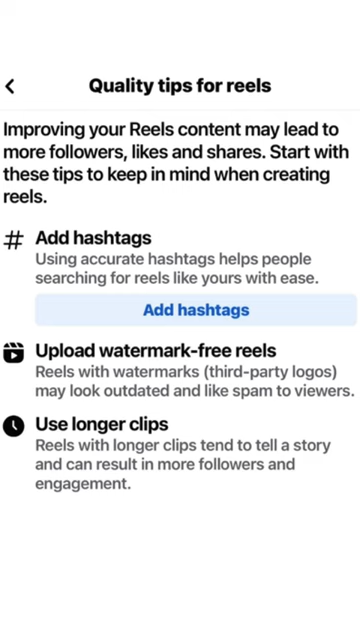 Quality tips for reels
Improving your Reels content may lead to
more followers, likes and shares. Start with
these tips to keep in mind when creating
reels.
Add hashtags
Using accurate hashtags helps people
searching for reels like yours with ease.
Add hashtags
Upload watermark-free reels
Reels with watermarks (third-party logos)
may look outdated and like spam to viewers.
Use longer clips
Reels with longer clips tend to tell a story
and can result in more followers and
engagement.